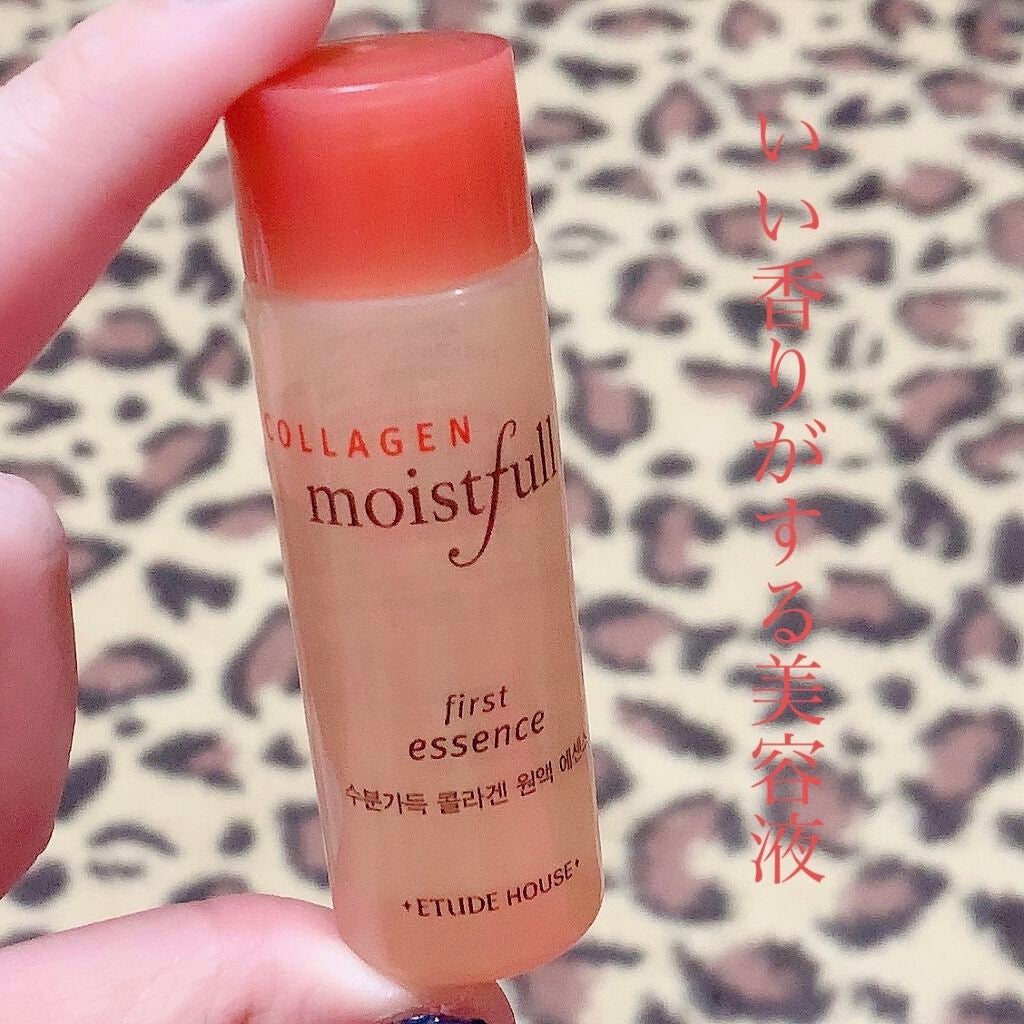 COLLAGEN
moistfull
first
essence
수분가득 콜라겐 원액 에센스
ETUDE HOUSE
いい香りがする美容液